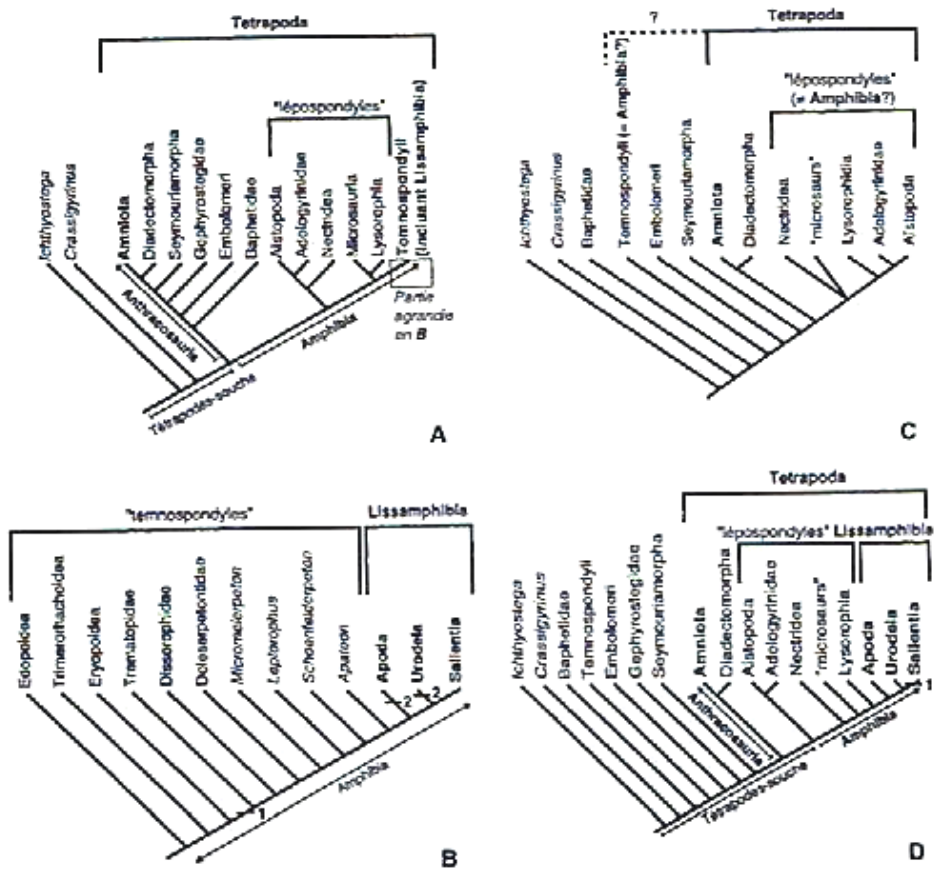 Tetrapoda
"lépospondyles"
Ichthyostega
Crassigyrinus
Amniota
Diadectomorpha
Seymouriamorpha
Gephyrostegidae
Embolomeri
Baphetidae
Aïstopoda
Adelogyrinidae
Nectridea
Microsauria
Lysorophia
Temnospondyli
(incluant Lissamphibia)
Anthracosauria
Amphibia
Tétrapodes-souche
Partie
agrandie
en B
A
?
Tetrapoda
"lépospondyles"
(= Amphibia?)
Ichthyostega
Crassigyrinus
Baphetidae
Temnospondyli (= Amphibia?)
Embolomeri
Seymouriamorpha
Amniota
Diadectomorpha
Nectridea
"microsaurs"
Lysorophidia
Adelogyrinidae
Aïstopoda
C
"temnospondyles"
Lissamphibia
Edopoidea
Trimerorhachoidea
Eryopoidea
Trematopidae
Dissorophidae
Doleserpetontidae
Micromelerpeton
Leptorophus
Schoenfelderpeton
Apateon
Apoda
Urodela
Salientia
2
2
1
Amphibia
B
Tetrapoda
"lépospondyles" Lissamphibia
Ichthyostega
Crassigyrinus
Baphetidae
Temnospondyli
Embolomeri
Gephyrostegidae
Seymouriamorpha
Amniota
Diadectomorpha
Aïstopoda
Adelogyrinidae
Nectridea
"microsaurs"
Lysorophia
Apoda
Urodela
Salientia
1
Anthracosauria
Amphibia
Tétrapodes-souche
D